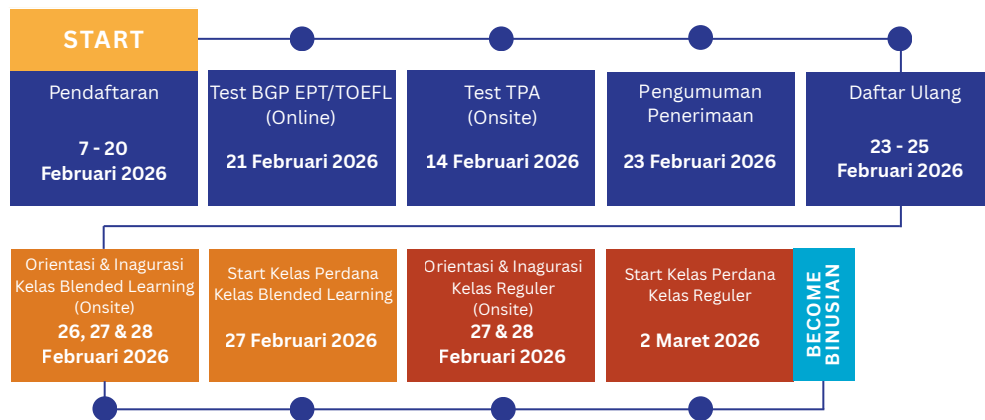 START
Pendaftaran
7 - 20
Februari 2026
Test BGP EPT/TOEFL
(Online)
21 Februari 2026
Test TPA
(Onsite)
14 Februari 2026
Pengumuman
Penerimaan
23 Februari 2026
Daftar Ulang
23 - 25
Februari 2026
Orientasi & Inagurasi
Kelas Blended Learning
(Onsite)
26, 27 & 28
Februari 2026
Start Kelas Perdana
Kelas Blended Learning
27 Februari 2026
Orientasi & Inagurasi
Kelas Reguler
(Onsite)
27 & 28
Februari 2026
Start Kelas Perdana
Kelas Reguler
2 Maret 2026
BECOME
BINUSIAN